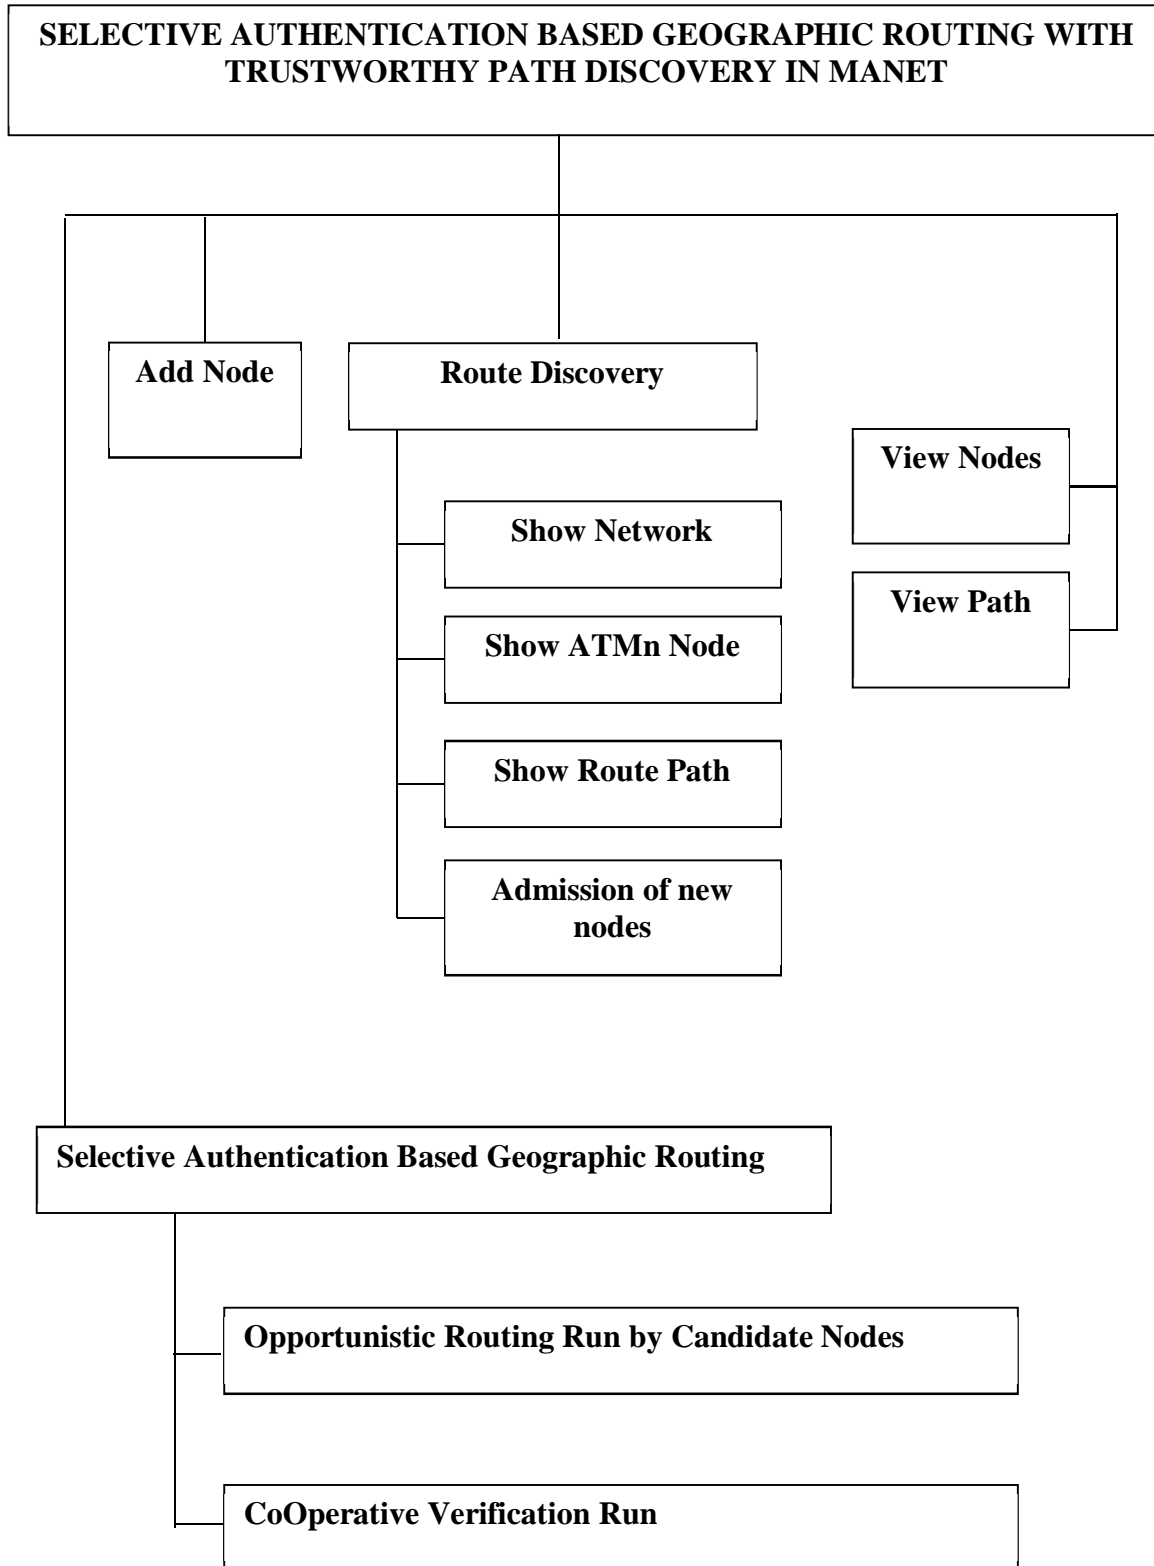 SELECTIVE AUTHENTICATION BASED GEOGRAPHIC ROUTING WITH
TRUSTWORTHY PATH DISCOVERY IN MANET
Add Node
Route Discovery
View Nodes
Show Network
View Path
Show ATMn Node
Show Route Path
Admission of new
nodes
Selective Authentication Based Geographic Routing
Opportunistic Routing Run by Candidate Nodes
CoOperative Verification Run